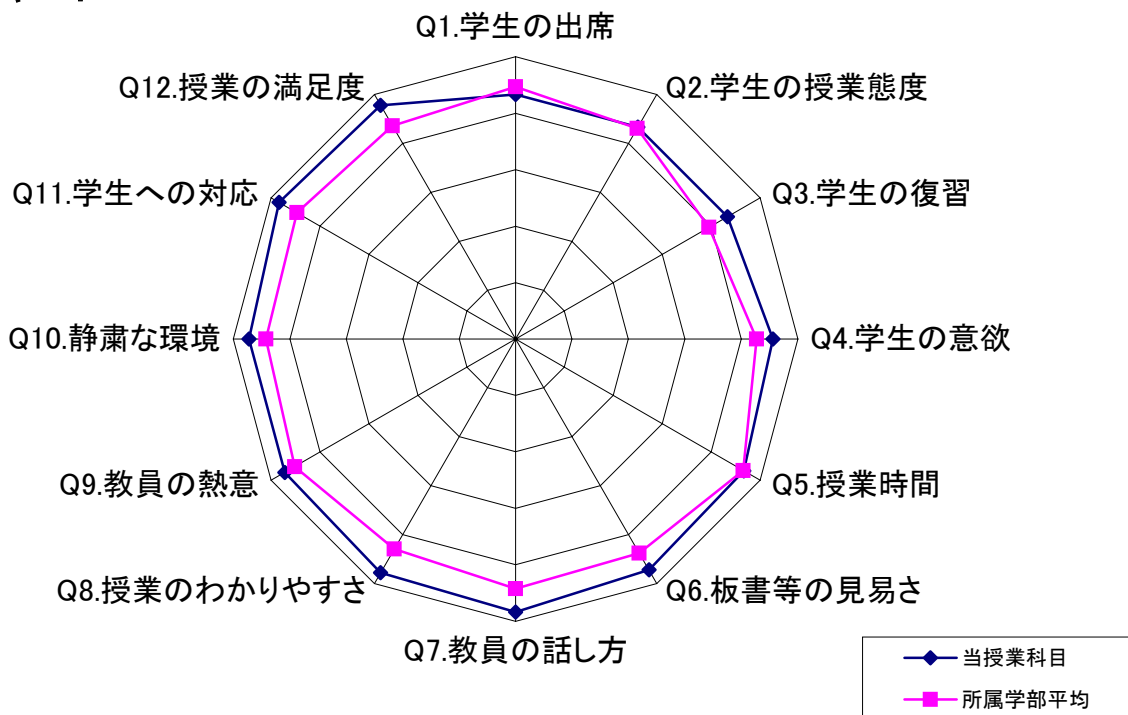 Q1.学生の出席
Q2.学生の授業態度
Q3.学生の復習
Q4.学生の意欲
Q5.授業時間
Q6.板書等の見易さ
Q7.教員の話し方
Q8.授業のわかりやすさ
Q9.教員の熱意
Q10.静粛な環境
Q11.学生への対応
Q12.授業の満足度
当授業科目
所属学部平均